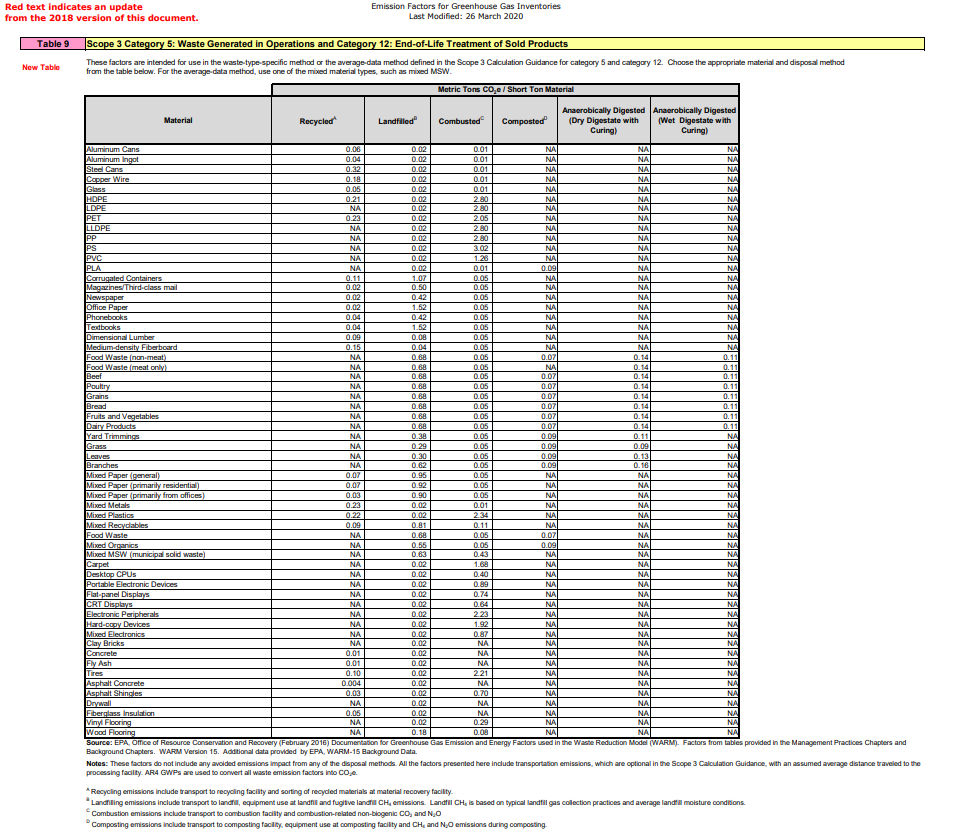 Red text indicates an update
from the 2018 version of this document.
Emission Factors for Greenhouse Gas Inventories
Last Modified: 26 March 2020
Table 9 Scope 3 Category 5: Waste Generated in Operations and Category 12: End-of-Life Treatment of Sold Products
New Table
These factors are intended for use in the waste-type-specific method or the average-data method defined in the Scope 3 Calculation Guidance for category 5 and category 12. Choose the appropriate material and disposal method
from the table below. For the average-data method, use one of the mixed material types, such as mixed MSW.
Metric Tons CO₂e / Short Ton Material
Material Recycledᴬ Landfilledᴮ Combustedᶜ Compostedᴰ Anaerobically Digested (Dry Digestate with Curing) Anaerobically Digested (Wet Digestate with Curing)
Aluminum Cans 0.06 0.02 0.01 NA NA NA
Aluminum Ingot 0.04 0.02 0.01 NA NA NA
Steel Cans 0.32 0.02 0.01 NA NA NA
Copper Wire 0.18 0.02 0.01 NA NA NA
Glass 0.05 0.02 0.01 NA NA NA
HDPE 0.21 0.02 2.80 NA NA NA
LDPE NA 0.02 2.80 NA NA NA
PET 0.23 0.02 2.05 NA NA NA
LLDPE NA 0.02 2.80 NA NA NA
PP NA 0.02 2.80 NA NA NA
PS NA 0.02 3.02 NA NA NA
PVC NA 0.02 1.26 NA NA NA
PLA NA 0.02 0.01 0.09 NA NA
Corrugated Containers 0.11 1.07 0.05 NA NA NA
Magazines/Third-class mail 0.02 0.50 0.05 NA NA NA
Newspaper 0.02 0.42 0.05 NA NA NA
Office Paper 0.02 1.52 0.05 NA NA NA
Phonebooks 0.04 0.42 0.05 NA NA NA
Textbooks 0.04 1.52 0.05 NA NA NA
Dimensional Lumber 0.09 0.08 0.05 NA NA NA
Medium-density Fiberboard 0.15 0.04 0.05 NA NA NA
Food Waste (non-meat) NA 0.68 0.05 0.07 0.14 0.11
Food Waste (meat only) NA 0.68 0.05 NA 0.14 0.11
Beef NA 0.68 0.05 0.07 0.14 0.11
Poultry NA 0.68 0.05 0.07 0.14 0.11
Grains NA 0.68 0.05 0.07 0.14 0.11
Bread NA 0.68 0.05 0.07 0.14 0.11
Fruits and Vegetables NA 0.68 0.05 0.07 0.14 0.11
Dairy Products NA 0.68 0.05 0.07 0.14 0.11
Yard Trimmings NA 0.38 0.05 0.09 0.11 NA
Grass NA 0.29 0.05 0.09 0.09 NA
Leaves NA 0.30 0.05 0.09 0.13 NA
Branches NA 0.62 0.05 0.09 0.16 NA
Mixed Paper (general) 0.07 0.95 0.05 NA NA NA
Mixed Paper (primarily residential) 0.07 0.92 0.05 NA NA NA
Mixed Paper (primarily from offices) 0.03 0.90 0.05 NA NA NA
Mixed Metals 0.23 0.02 0.01 NA NA NA
Mixed Plastics 0.22 0.02 2.34 NA NA NA
Mixed Recyclables 0.09 0.81 0.11 NA NA NA
Food Waste NA 0.68 0.05 0.07 NA NA
Mixed Organics NA 0.55 0.05 0.09 NA NA
Mixed MSW (municipal solid waste) NA 0.63 0.43 NA NA NA
Carpet NA 0.02 1.68 NA NA NA
Desktop CPUs NA 0.02 0.40 NA NA NA
Portable Electronic Devices NA 0.02 0.89 NA NA NA
Flat-panel Displays NA 0.02 0.74 NA NA NA
CRT Displays NA 0.02 0.64 NA NA NA
Electronic Peripherals NA 0.02 2.23 NA NA NA
Hard-copy Devices NA 0.02 1.92 NA NA NA
Mixed Electronics NA 0.02 0.87 NA NA NA
Clay Bricks NA 0.02 NA NA NA NA
Concrete 0.01 0.02 NA NA NA NA
Fly Ash 0.01 0.02 NA NA NA NA
Tires 0.10 0.02 2.21 NA NA NA
Asphalt Concrete 0.004 0.02 NA NA NA NA
Asphalt Shingles 0.03 0.02 0.70 NA NA NA
Drywall NA 0.02 NA NA NA NA
Fiberglass Insulation 0.05 0.02 NA NA NA NA
Vinyl Flooring NA 0.02 0.29 NA NA NA
Wood Flooring NA 0.18 0.08 NA NA NA
Source: EPA, Office of Resource Conservation and Recovery (February 2016) Documentation for Greenhouse Gas Emission and Energy Factors used in the Waste Reduction Model (WARM). Factors from tables provided in the Management Practices Chapters and
Background Chapters. WARM Version 15. Additional data provided by EPA, WARM-15 Background Data.
Notes: These factors do not include any avoided emissions impact from any of the disposal methods. All the factors presented here include transportation emissions, which are optional in the Scope 3 Calculation Guidance, with an assumed average distance traveled to the
processing facility. AR4 GWPs are used to convert all waste emission factors into CO₂e.
ᴬ Recycling emissions include transport to recycling facility and sorting of recycled materials at material recovery facility.
ᴮ Landfilling emissions include transport to landfill, equipment use at landfill and fugitive landfill CH₄ emissions. Landfill CH₄ is based on typical landfill gas collection practices and average landfill moisture conditions.
ᶜ Combustion emissions include transport to combustion facility and combustion-related non-biogenic CO₂ and N₂O
ᴰ Composting emissions include transport to composting facility, equipment use at composting facility and CH₄ and N₂O emissions during composting.